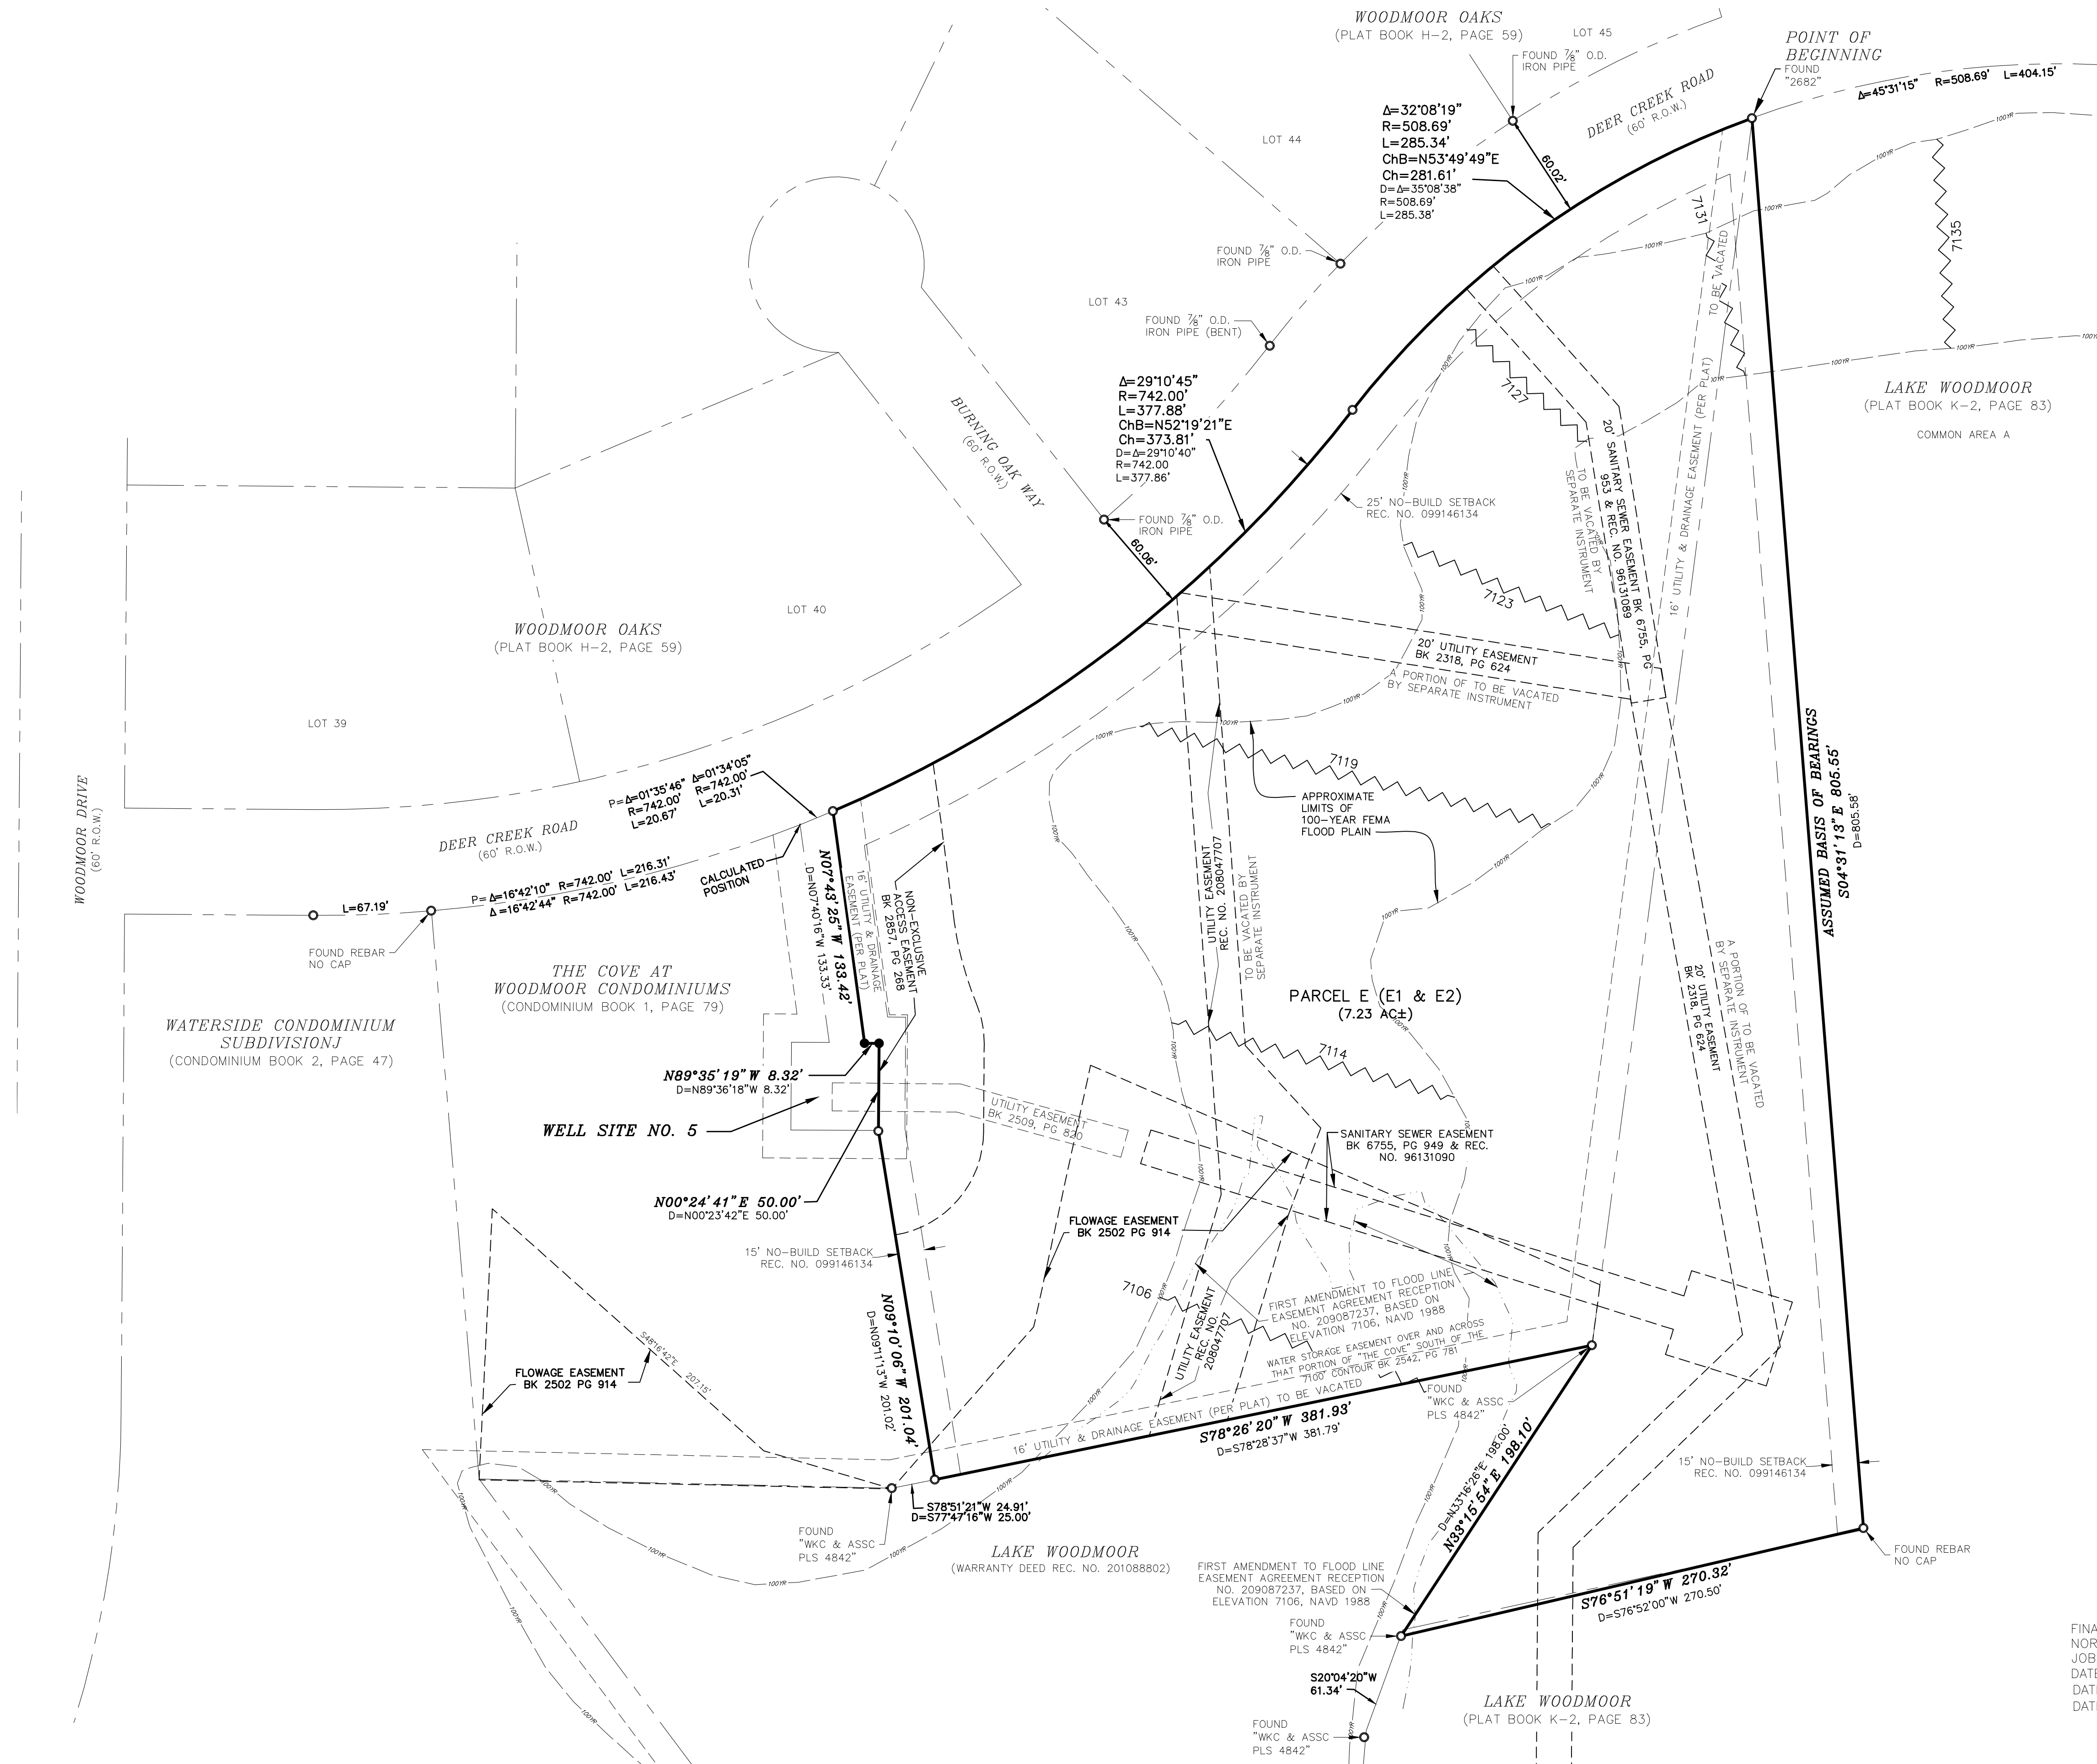 WOODMOOR OAKS
(PLAT BOOK H-2, PAGE 59)
LOT 45
FOUND ⅞" O.D.
IRON PIPE
POINT OF
BEGINNING
FOUND
"2682"
Δ=45°31'15" R=508.69' L=404.15'
DEER CREEK ROAD
(60' R.O.W.)
Δ=32°08'19"
R=508.69'
L=285.34'
ChB=N53°49'49"E
Ch=281.61'
D=Δ=35°08'38"
R=508.69'
L=285.38'
60.02'
LOT 44
FOUND ⅞" O.D.
IRON PIPE
LOT 43
FOUND ⅞" O.D.
IRON PIPE (BENT)
7131
TO BE VACATED
7135
LAKE WOODMOOR
(PLAT BOOK K-2, PAGE 83)
COMMON AREA A
Δ=29°10'45"
R=742.00'
L=377.88'
ChB=N52°19'21"E
Ch=373.81'
D=Δ=29°10'40"
R=742.00
L=377.86'
BURNING OAK WAY
(60' R.O.W.)
FOUND ⅞" O.D.
IRON PIPE
60.06'
25' NO-BUILD SETBACK
REC. NO. 099146134
7127
20' SANITARY SEWER EASEMENT BK 6755, PG
953 & REC. NO. 96131089
TO BE VACATED BY
SEPARATE INSTRUMENT
16' UTILITY & DRAINAGE EASEMENT (PER PLAT)
7123
20' UTILITY EASEMENT
BK 2318, PG 624
A PORTION OF TO BE VACATED
BY SEPARATE INSTRUMENT
WOODMOOR OAKS
(PLAT BOOK H-2, PAGE 59)
LOT 40
LOT 39
WOODMOOR DRIVE
(60' R.O.W.)
DEER CREEK ROAD
(60' R.O.W.)
P=Δ=01°35'46" Δ=01°34'05"
R=742.00' R=742.00'
L=20.67' L=20.31'
7119
APPROXIMATE
LIMITS OF
100-YEAR FEMA
FLOOD PLAIN
ASSUMED BASIS OF BEARINGS
S04°31'13"E 805.55'
D=805.58'
P=Δ=16°42'10" R=742.00' L=216.31'
Δ=16°42'44" R=742.00' L=216.43'
CALCULATED
POSITION
L=67.19'
FOUND REBAR
NO CAP
N07°43'25"W 133.42'
D=N07°40'16"W 133.33'
16' UTILITY & DRAINAGE
EASEMENT (PER PLAT)
NON-EXCLUSIVE
ACCESS EASEMENT
BK 2857, PG 268
UTILITY EASEMENT
REC. NO. 208047707
TO BE VACATED BY
SEPARATE INSTRUMENT
THE COVE AT
WOODMOOR CONDOMINIUMS
(CONDOMINIUM BOOK 1, PAGE 79)
WATERSIDE CONDOMINIUM
SUBDIVISIONJ
(CONDOMINIUM BOOK 2, PAGE 47)
PARCEL E (E1 & E2)
(7.23 AC±)
7114
20' UTILITY EASEMENT
BK 2318, PG 624
A PORTION OF TO BE VACATED
BY SEPARATE INSTRUMENT
N89°35'19"W 8.32'
D=N89°36'18"W 8.32'
WELL SITE NO. 5
UTILITY EASEMENT
BK 2509, PG 820
SANITARY SEWER EASEMENT
BK 6755, PG 949 & REC.
NO. 96131090
N00°24'41"E 50.00'
D=N00°23'42"E 50.00'
FLOWAGE EASEMENT
BK 2502 PG 914
15' NO-BUILD SETBACK
REC. NO. 099146134
7106
FIRST AMENDMENT TO FLOOD LINE
EASEMENT AGREEMENT RECEPTION
NO. 209087237, BASED ON
ELEVATION 7106, NAVD 1988
UTILITY EASEMENT
REC. NO.
208047707
WATER STORAGE EASEMENT OVER AND ACROSS
THAT PORTION OF "THE COVE" SOUTH OF THE
7100' CONTOUR BK 2542, PG 781
N09°10'06"W 201.04'
D=N09°11'13"W 201.02'
S48°16'42"E
207.15'
FLOWAGE EASEMENT
BK 2502 PG 914
16' UTILITY & DRAINAGE EASEMENT (PER PLAT) TO BE VACATED
S78°26'20"W 381.93'
D=S78°28'37"W 381.79'
FOUND
"WKC & ASSC
PLS 4842"
D=N33°16'26"E 198.00'
N33°15'54"E 198.10'
15' NO-BUILD SETBACK
REC. NO. 099146134
S78°51'21"W 24.91'
D=S77°47'16"W 25.00'
FOUND
"WKC & ASSC
PLS 4842"
LAKE WOODMOOR
(WARRANTY DEED REC. NO. 201088802)
FOUND REBAR
NO CAP
FIRST AMENDMENT TO FLOOD LINE
EASEMENT AGREEMENT RECEPTION
NO. 209087237, BASED ON
ELEVATION 7106, NAVD 1988
S76°51'19"W 270.32'
D=S76°52'00"W 270.50'
FOUND
"WKC & ASSC
PLS 4842"
S20°04'20"W
61.34'
LAKE WOODMOOR
(PLAT BOOK K-2, PAGE 83)
FOUND
"WKC & ASSC
PLS 4842"
FINA
NOR
JOB
DATE
DATE
DATE
100YR